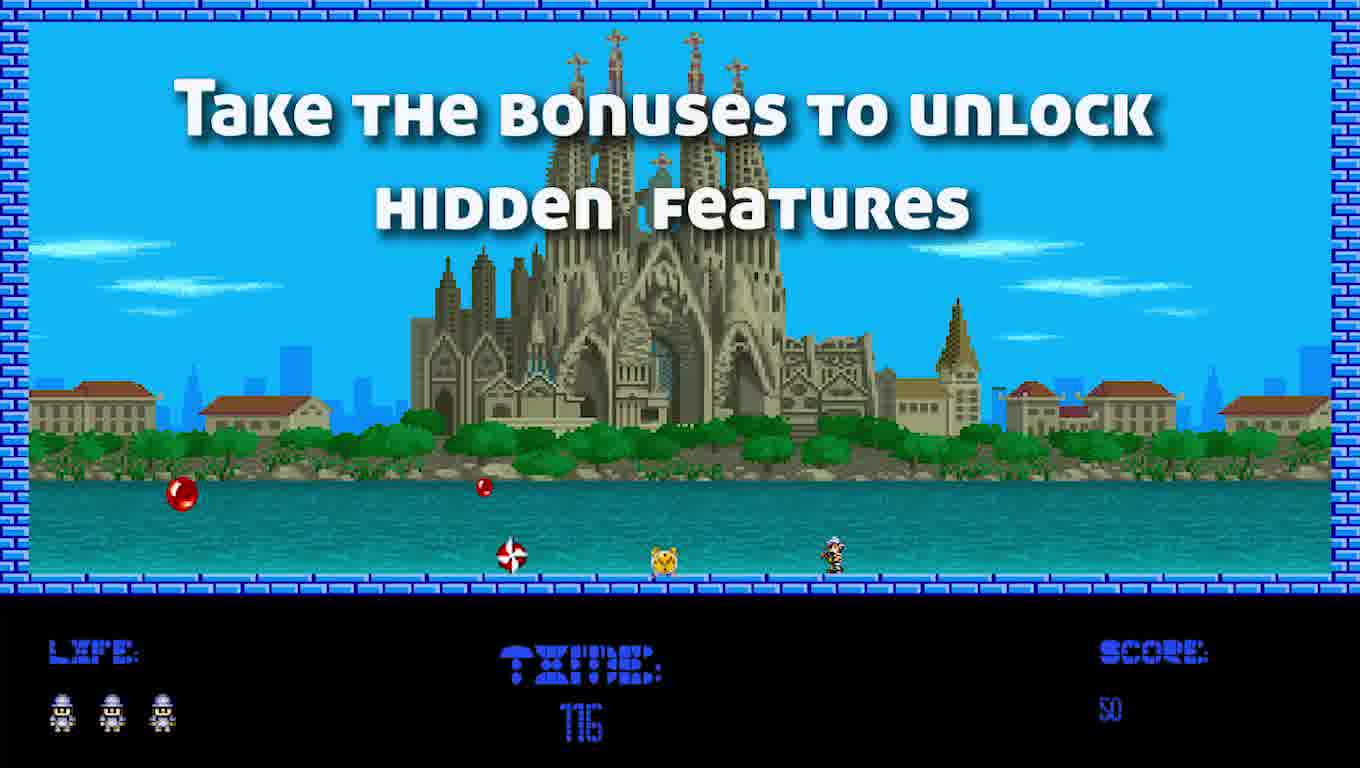 Take the bonuses to unlock
hidden features
LIFE:
TIME:
SCORE:
116
50